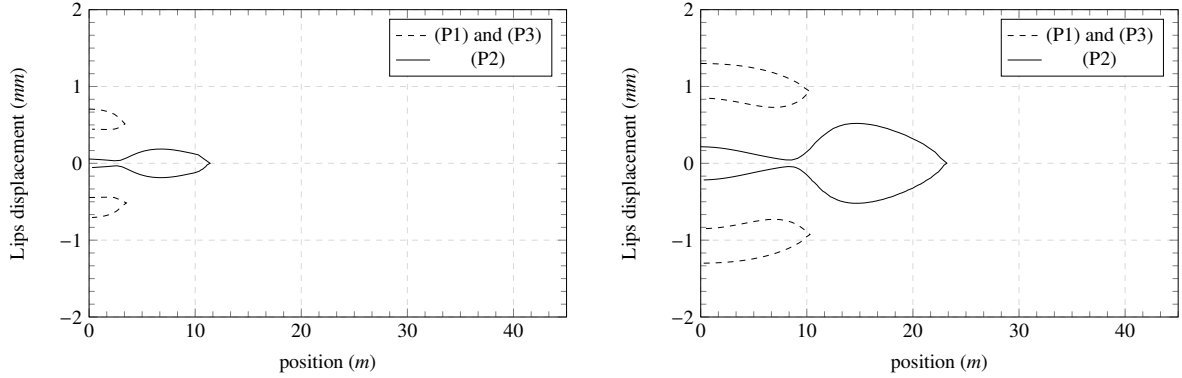 2
1
0
−1
−2
0
10
20
30
40
Lips displacement (mm)
position (m)
(P1) and (P3)
(P2)
2
1
0
−1
−2
0
10
20
30
40
Lips displacement (mm)
position (m)
(P1) and (P3)
(P2)